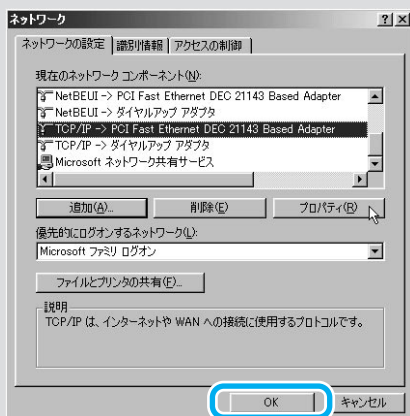 ネットワーク
ネットワークの設定 識別情報 アクセスの制御
現在のネットワーク コンポーネント(N):
NetBEUI -> PCI Fast Ethernet DEC 21143 Based Adapter
NetBEUI -> ダイヤルアップ アダプタ
TCP/IP -> PCI Fast Ethernet DEC 21143 Based Adapter
TCP/IP -> ダイヤルアップ アダプタ
Microsoft ネットワーク共有サービス
追加(A)... 削除(E) プロパティ(R)
優先的にログオンするネットワーク(L):
Microsoft ファミリ ログオン
ファイルとプリンタの共有(F)...
説明
TCP/IP は、インターネットや WAN への接続に使用するプロトコルです。
OK キャンセル